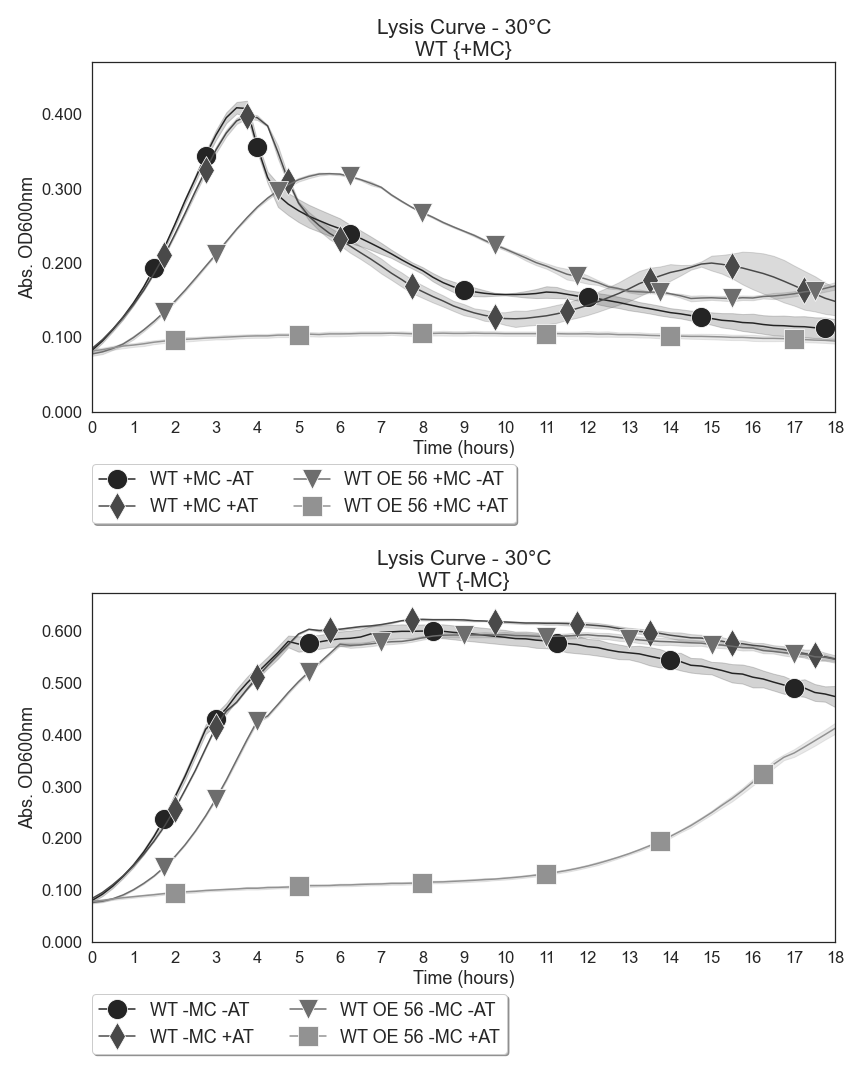 Lysis Curve - 30°C
WT {+MC}
Abs. OD600nm
0.400
0.300
0.200
0.100
0.000
0 1 2 3 4 5 6 7 8 9 10 11 12 13 14 15 16 17 18
Time (hours)
WT +MC -AT WT OE 56 +MC -AT
WT +MC +AT WT OE 56 +MC +AT
Lysis Curve - 30°C
WT {-MC}
Abs. OD600nm
0.600
0.500
0.400
0.300
0.200
0.100
0.000
0 1 2 3 4 5 6 7 8 9 10 11 12 13 14 15 16 17 18
Time (hours)
WT -MC -AT WT OE 56 -MC -AT
WT -MC +AT WT OE 56 -MC +AT